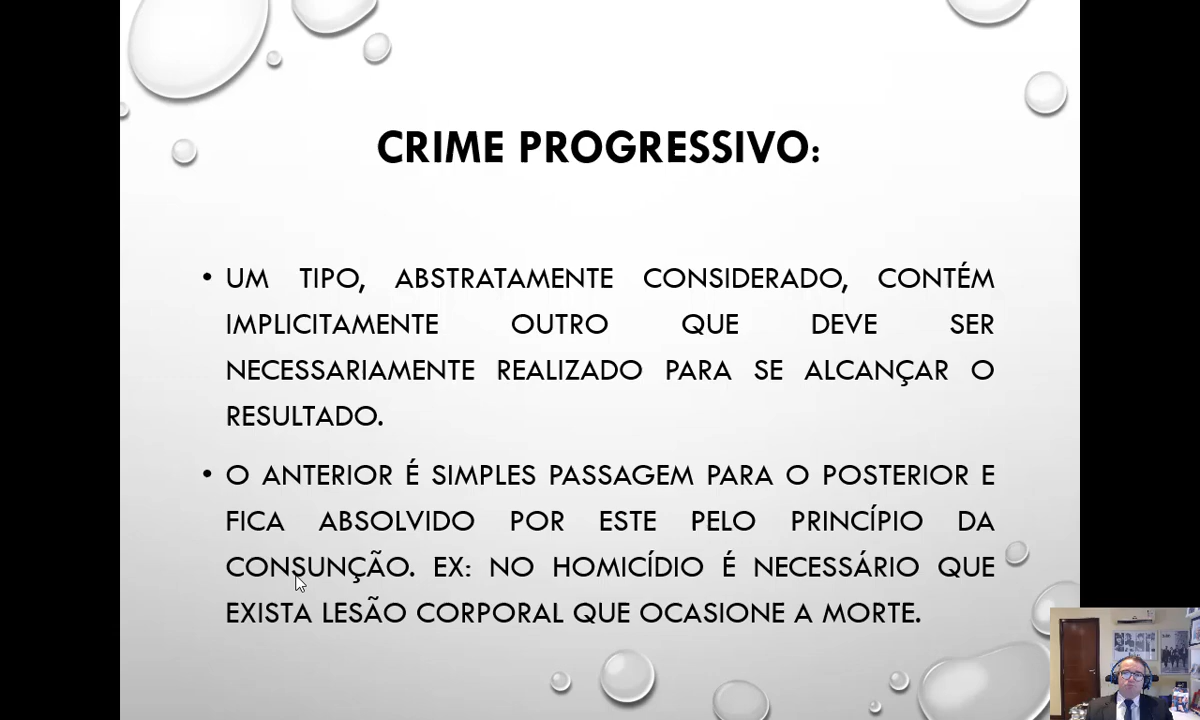 CRIME PROGRESSIVO:
• UM TIPO, ABSTRATAMENTE CONSIDERADO, CONTÉM
IMPLICITAMENTE OUTRO QUE DEVE SER
NECESSARIAMENTE REALIZADO PARA SE ALCANÇAR O
RESULTADO.
• O ANTERIOR É SIMPLES PASSAGEM PARA O POSTERIOR E
FICA ABSOLVIDO POR ESTE PELO PRINCÍPIO DA
CONSUNÇÃO. EX: NO HOMICÍDIO É NECESSÁRIO QUE
EXISTA LESÃO CORPORAL QUE OCASIONE A MORTE.